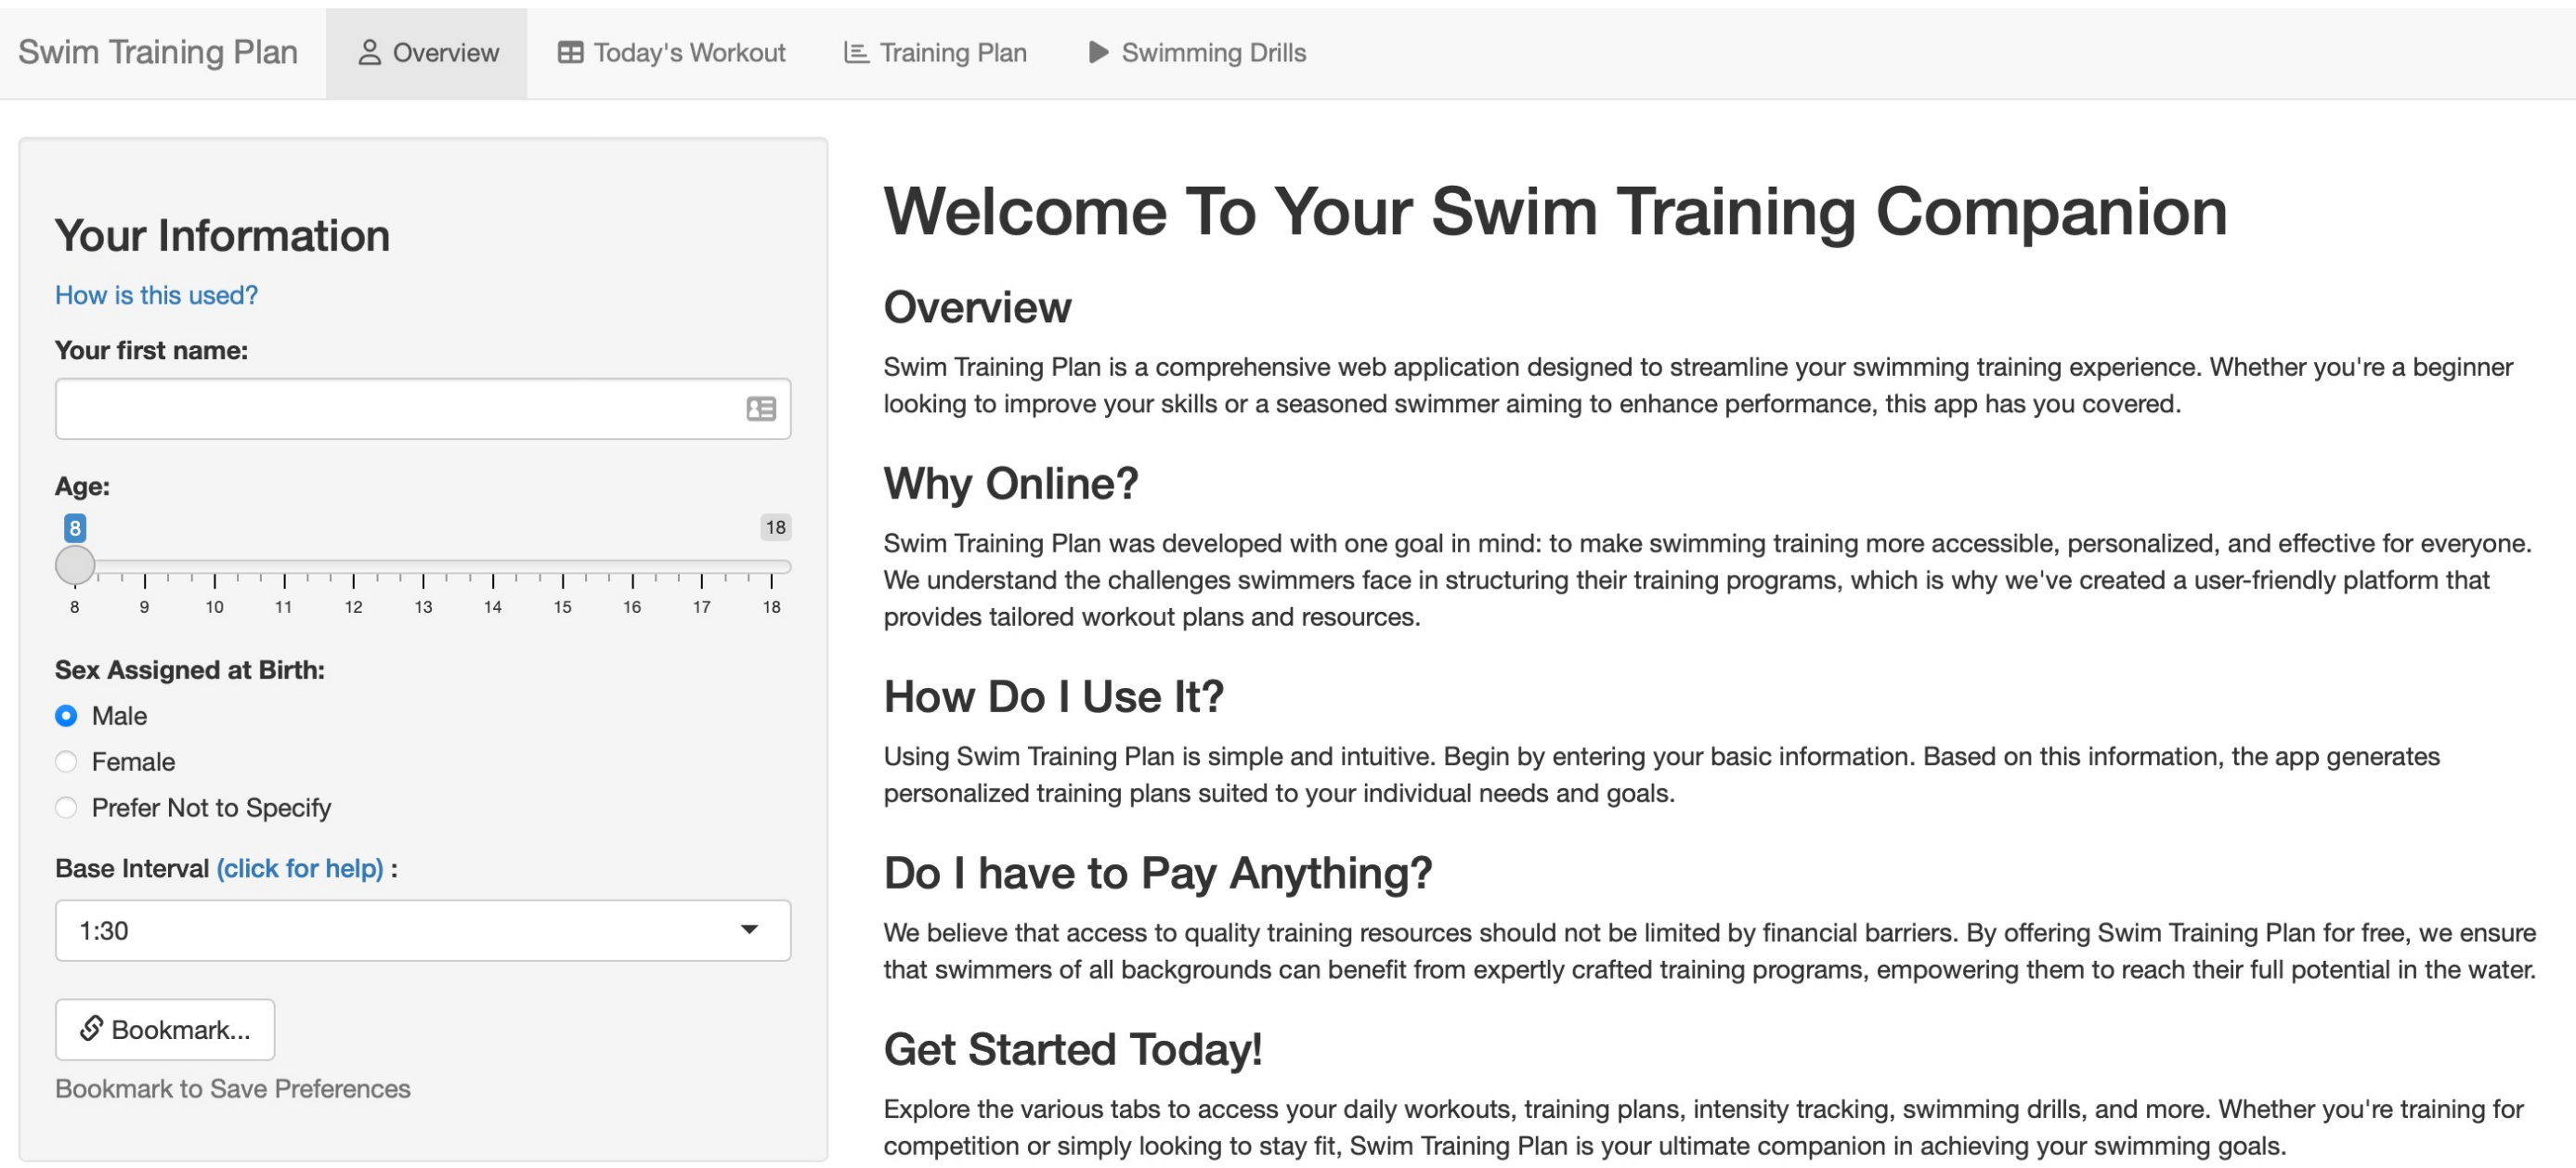 Swim Training Plan
Overview
Today's Workout
Training Plan
Swimming Drills
Your Information
How is this used?
Your first name:
Age:
8
18
8 9 10 11 12 13 14 15 16 17 18
Sex Assigned at Birth:
Male
Female
Prefer Not to Specify
Base Interval (click for help) :
1:30
Bookmark...
Bookmark to Save Preferences
Welcome To Your Swim Training Companion
Overview
Swim Training Plan is a comprehensive web application designed to streamline your swimming training experience. Whether you're a beginner
looking to improve your skills or a seasoned swimmer aiming to enhance performance, this app has you covered.
Why Online?
Swim Training Plan was developed with one goal in mind: to make swimming training more accessible, personalized, and effective for everyone.
We understand the challenges swimmers face in structuring their training programs, which is why we've created a user-friendly platform that
provides tailored workout plans and resources.
How Do I Use It?
Using Swim Training Plan is simple and intuitive. Begin by entering your basic information. Based on this information, the app generates
personalized training plans suited to your individual needs and goals.
Do I have to Pay Anything?
We believe that access to quality training resources should not be limited by financial barriers. By offering Swim Training Plan for free, we ensure
that swimmers of all backgrounds can benefit from expertly crafted training programs, empowering them to reach their full potential in the water.
Get Started Today!
Explore the various tabs to access your daily workouts, training plans, intensity tracking, swimming drills, and more. Whether you're training for
competition or simply looking to stay fit, Swim Training Plan is your ultimate companion in achieving your swimming goals.